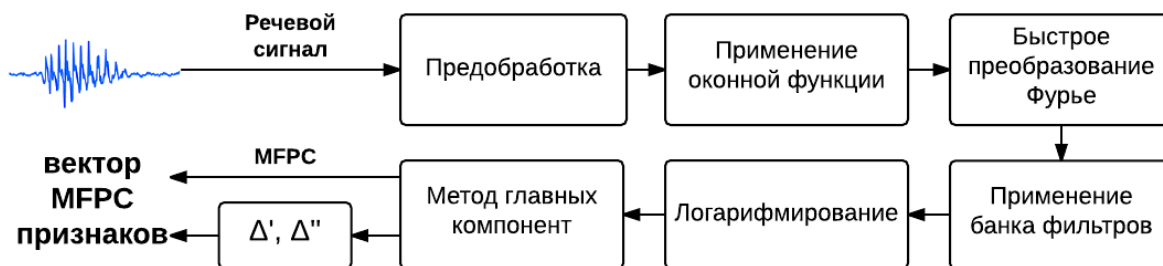 Речевой
сигнал
Предобработка
Применение
оконной функции
Быстрое
преобразование
Фурье
вектор
MFPC
признаков
MFPC
Δ', Δ''
Метод главных
компонент
Логарифмирование
Применение
банка фильтров